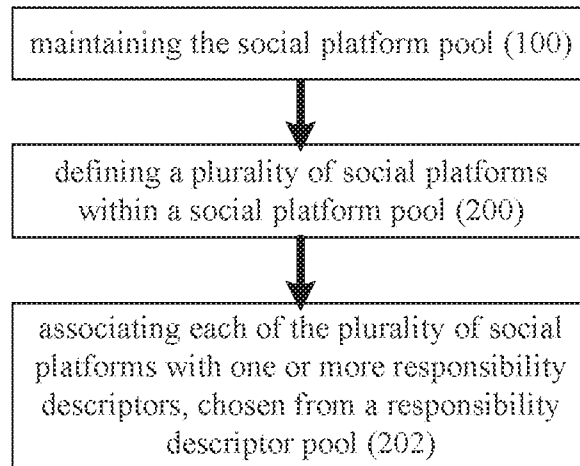 maintaining the social platform pool (100)
defining a plurality of social platforms
within a social platform pool (200)
associating each of the plurality of social
platforms with one or more responsibility
descriptors, chosen from a responsibility
descriptor pool (202)